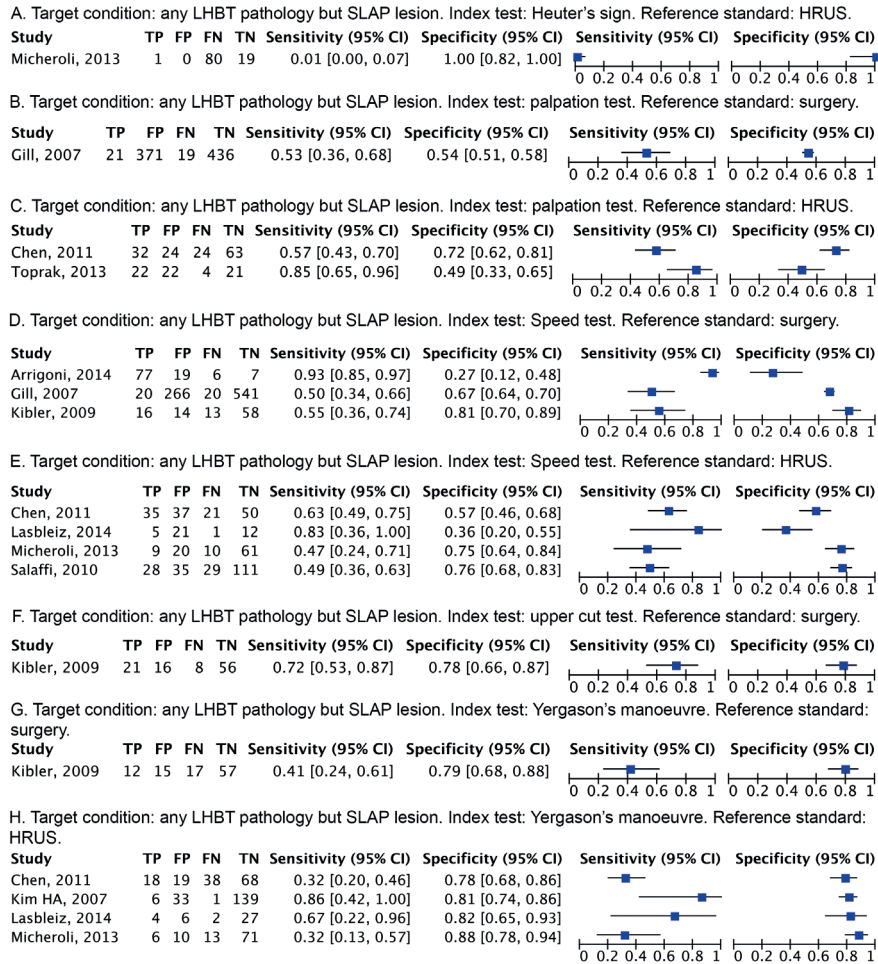 A. Target condition: any LHBT pathology but SLAP lesion. Index test: Heuter's sign. Reference standard: HRUS.
Study TP FP FN TN Sensitivity (95% CI) Specificity (95% CI) Sensitivity (95% CI) Specificity (95% CI)
Micheroli, 2013 1 0 80 19 0.01 [0.00, 0.07] 1.00 [0.82, 1.00]
0 0.2 0.4 0.6 0.8 1 0 0.2 0.4 0.6 0.8 1
B. Target condition: any LHBT pathology but SLAP lesion. Index test: palpation test. Reference standard: surgery.
Study TP FP FN TN Sensitivity (95% CI) Specificity (95% CI) Sensitivity (95% CI) Specificity (95% CI)
Gill, 2007 21 371 19 436 0.53 [0.36, 0.68] 0.54 [0.51, 0.58]
0 0.2 0.4 0.6 0.8 1 0 0.2 0.4 0.6 0.8 1
C. Target condition: any LHBT pathology but SLAP lesion. Index test: palpation test. Reference standard: HRUS.
Study TP FP FN TN Sensitivity (95% CI) Specificity (95% CI) Sensitivity (95% CI) Specificity (95% CI)
Chen, 2011 32 24 24 63 0.57 [0.43, 0.70] 0.72 [0.62, 0.81]
Toprak, 2013 22 22 4 21 0.85 [0.65, 0.96] 0.49 [0.33, 0.65]
0 0.2 0.4 0.6 0.8 1 0 0.2 0.4 0.6 0.8 1
D. Target condition: any LHBT pathology but SLAP lesion. Index test: Speed test. Reference standard: surgery.
Study TP FP FN TN Sensitivity (95% CI) Specificity (95% CI) Sensitivity (95% CI) Specificity (95% CI)
Arrigoni, 2014 77 19 6 7 0.93 [0.85, 0.97] 0.27 [0.12, 0.48]
Gill, 2007 20 266 20 541 0.50 [0.34, 0.66] 0.67 [0.64, 0.70]
Kibler, 2009 16 14 13 58 0.55 [0.36, 0.74] 0.81 [0.70, 0.89]
0 0.2 0.4 0.6 0.8 1 0 0.2 0.4 0.6 0.8 1
E. Target condition: any LHBT pathology but SLAP lesion. Index test: Speed test. Reference standard: HRUS.
Study TP FP FN TN Sensitivity (95% CI) Specificity (95% CI) Sensitivity (95% CI) Specificity (95% CI)
Chen, 2011 35 37 21 50 0.63 [0.49, 0.75] 0.57 [0.46, 0.68]
Lasbleiz, 2014 5 21 1 12 0.83 [0.36, 1.00] 0.36 [0.20, 0.55]
Micheroli, 2013 9 20 10 61 0.47 [0.24, 0.71] 0.75 [0.64, 0.84]
Salaffi, 2010 28 35 29 111 0.49 [0.36, 0.63] 0.76 [0.68, 0.83]
0 0.2 0.4 0.6 0.8 1 0 0.2 0.4 0.6 0.8 1
F. Target condition: any LHBT pathology but SLAP lesion. Index test: upper cut test. Reference standard: surgery.
Study TP FP FN TN Sensitivity (95% CI) Specificity (95% CI) Sensitivity (95% CI) Specificity (95% CI)
Kibler, 2009 21 16 8 56 0.72 [0.53, 0.87] 0.78 [0.66, 0.87]
0 0.2 0.4 0.6 0.8 1 0 0.2 0.4 0.6 0.8 1
G. Target condition: any LHBT pathology but SLAP lesion. Index test: Yergason's manoeuvre. Reference standard:
surgery.
Study TP FP FN TN Sensitivity (95% CI) Specificity (95% CI) Sensitivity (95% CI) Specificity (95% CI)
Kibler, 2009 12 15 17 57 0.41 [0.24, 0.61] 0.79 [0.68, 0.88]
0 0.2 0.4 0.6 0.8 1 0 0.2 0.4 0.6 0.8 1
H. Target condition: any LHBT pathology but SLAP lesion. Index test: Yergason's manoeuvre. Reference standard:
HRUS.
Study TP FP FN TN Sensitivity (95% CI) Specificity (95% CI) Sensitivity (95% CI) Specificity (95% CI)
Chen, 2011 18 19 38 68 0.32 [0.20, 0.46] 0.78 [0.68, 0.86]
Kim HA, 2007 6 33 1 139 0.86 [0.42, 1.00] 0.81 [0.74, 0.86]
Lasbleiz, 2014 4 6 2 27 0.67 [0.22, 0.96] 0.82 [0.65, 0.93]
Micheroli, 2013 6 10 13 71 0.32 [0.13, 0.57] 0.88 [0.78, 0.94]
0 0.2 0.4 0.6 0.8 1 0 0.2 0.4 0.6 0.8 1